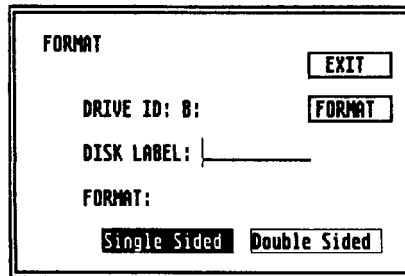 FORMAT
EXIT
DRIVE ID: B:
FORMAT
DISK LABEL:
FORMAT:
Single Sided Double Sided